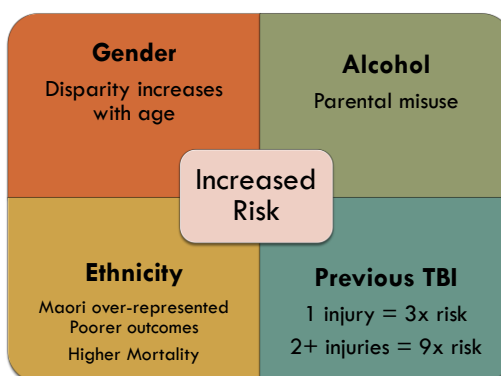 Gender
Disparity increases
with age
Alcohol
Parental misuse
Increased
Risk
Ethnicity
Maori over-represented
Poorer outcomes
Higher Mortality
Previous TBI
1 injury = 3x risk
2+ injuries = 9x risk